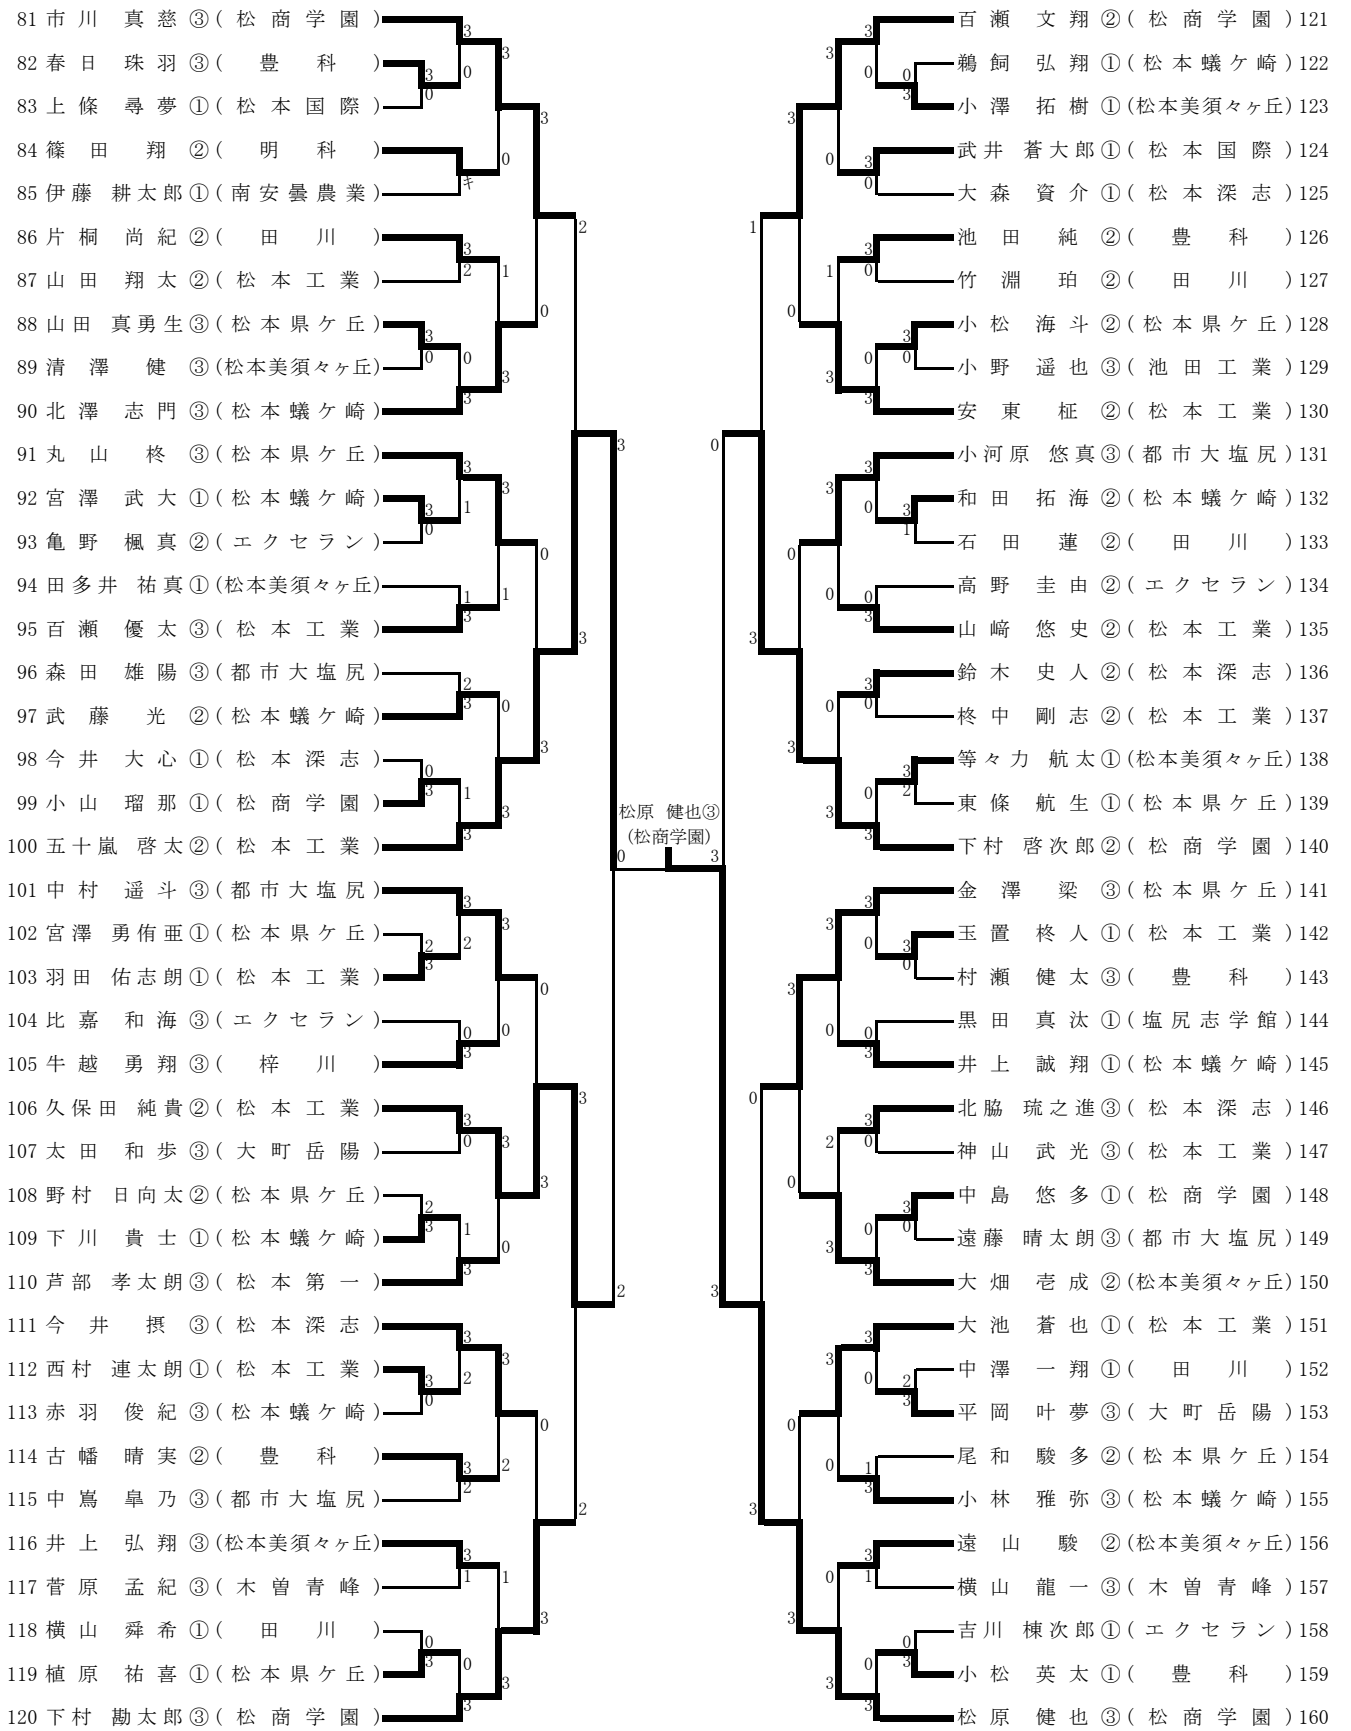 81 市川 真慈 ③ (松商学園)
82 春日 珠羽 ③ (豊科)
83 上條 尋夢 ① (松本国際)
84 篠田 翔 ② (明科)
85 伊藤 耕太郎 ① (南安曇農業)
86 片桐 尚紀 ② (田川)
87 山田 翔太 ② (松本工業)
88 山田 真勇生 ③ (松本県ケ丘)
89 清澤 健 ③ (松本美須々ヶ丘)
90 北澤 志門 ③ (松本蟻ケ崎)
91 丸山 柊 ③ (松本県ケ丘)
92 宮澤 武大 ① (松本蟻ケ崎)
93 亀野 楓真 ② (エクセラン)
94 田多井 祐真 ① (松本美須々ヶ丘)
95 百瀬 優太 ③ (松本工業)
96 森田 雄陽 ③ (都市大塩尻)
97 武藤 光 ② (松本蟻ケ崎)
98 今井 大心 ① (松本深志)
99 小山 瑠那 ① (松商学園)
100 五十嵐 啓太 ② (松本工業)
101 中村 遥斗 ③ (都市大塩尻)
102 宮澤 勇侑亜 ① (松本県ケ丘)
103 羽田 佑志朗 ① (松本工業)
104 比嘉 和海 ③ (エクセラン)
105 牛越 勇翔 ③ (梓川)
106 久保田 純貴 ② (松本工業)
107 太田 和歩 ③ (大町岳陽)
108 野村 日向太 ② (松本県ケ丘)
109 下川 貴士 ① (松本蟻ケ崎)
110 芦部 孝太朗 ③ (松本第一)
111 今井 摂 ③ (松本深志)
112 西村 連太朗 ① (松本工業)
113 赤羽 俊紀 ③ (松本蟻ケ崎)
114 古幡 晴実 ② (豊科)
115 中嶌 皐乃 ③ (都市大塩尻)
116 井上 弘翔 ③ (松本美須々ヶ丘)
117 菅原 孟紀 ③ (木曽青峰)
118 横山 舜希 ① (田川)
119 植原 祐喜 ① (松本県ケ丘)
120 下村 勘太郎 ③ (松商学園)
松原 健也③
(松商学園)
百瀬 文翔 ② (松商学園) 121
鵜飼 弘翔 ① (松本蟻ケ崎) 122
小澤 拓樹 ① (松本美須々ヶ丘) 123
武井 蒼大郎 ① (松本国際) 124
大森 資介 ① (松本深志) 125
池田 純 ② (豊科) 126
竹淵 珀 ② (田川) 127
小松 海斗 ② (松本県ケ丘) 128
小野 遥也 ③ (池田工業) 129
安東 柾 ② (松本工業) 130
小河原 悠真 ③ (都市大塩尻) 131
和田 拓海 ② (松本蟻ケ崎) 132
石田 蓮 ② (田川) 133
高野 圭由 ② (エクセラン) 134
山﨑 悠史 ② (松本工業) 135
鈴木 史人 ② (松本深志) 136
柊中 剛志 ② (松本工業) 137
等々力 航太 ① (松本美須々ヶ丘) 138
東條 航生 ① (松本県ケ丘) 139
下村 啓次郎 ② (松商学園) 140
金澤 梁 ③ (松本県ケ丘) 141
玉置 柊人 ① (松本工業) 142
村瀬 健太 ③ (豊科) 143
黒田 真汰 ① (塩尻志学館) 144
井上 誠翔 ① (松本蟻ケ崎) 145
北脇 琉之進 ③ (松本深志) 146
神山 武光 ③ (松本工業) 147
中島 悠多 ① (松商学園) 148
遠藤 晴太朗 ③ (都市大塩尻) 149
大畑 壱成 ② (松本美須々ヶ丘) 150
大池 蒼也 ① (松本工業) 151
中澤 一翔 ① (田川) 152
平岡 叶夢 ③ (大町岳陽) 153
尾和 駿多 ② (松本県ケ丘) 154
小林 雅弥 ③ (松本蟻ケ崎) 155
遠山 駿 ② (松本美須々ヶ丘) 156
横山 龍一 ③ (木曽青峰) 157
吉川 棟次郎 ① (エクセラン) 158
小松 英太 ① (豊科) 159
松原 健也 ③ (松商学園) 160